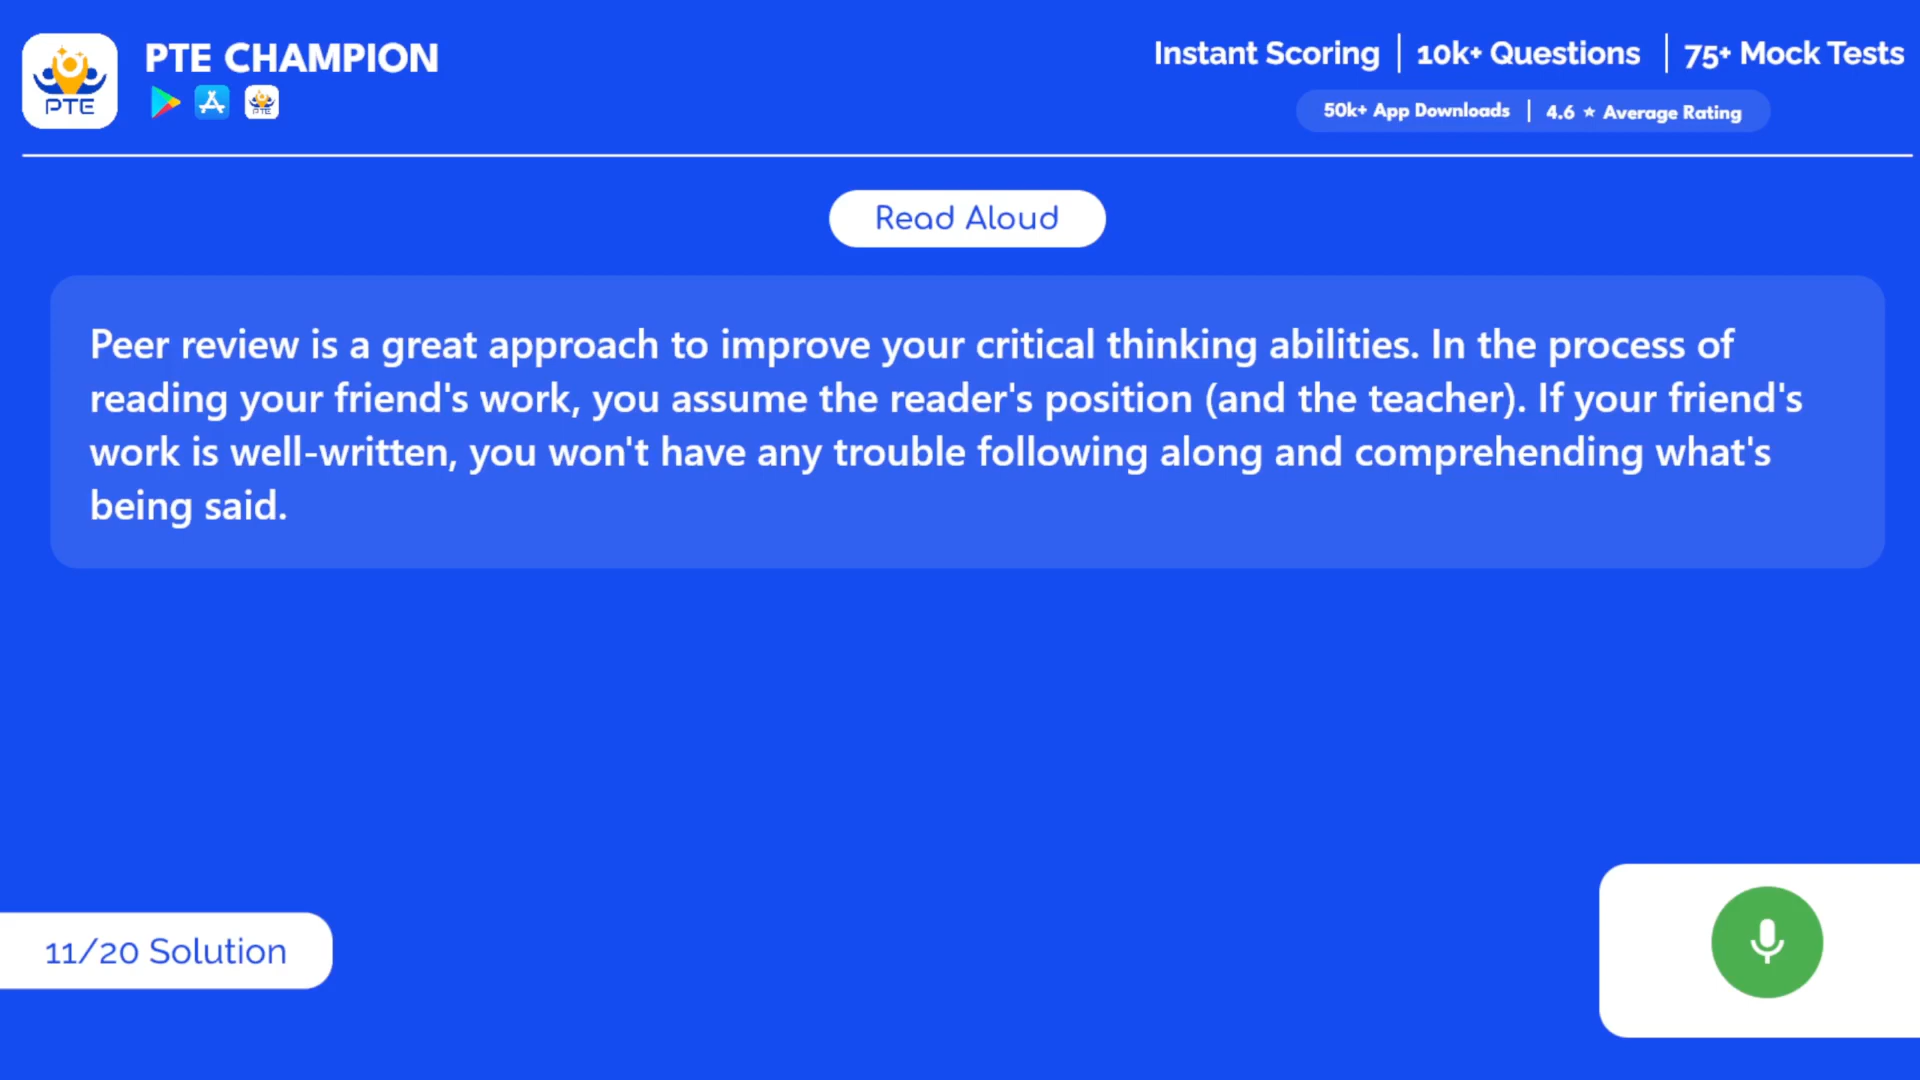 PTE
PTE CHAMPION
PTE
Instant Scoring | 10k+ Questions | 75+ Mock Tests
50k+ App Downloads | 4.6 ★ Average Rating
Read Aloud
Peer review is a great approach to improve your critical thinking abilities. In the process of
reading your friend's work, you assume the reader's position (and the teacher). If your friend's
work is well-written, you won't have any trouble following along and comprehending what's
being said.
11/20 Solution